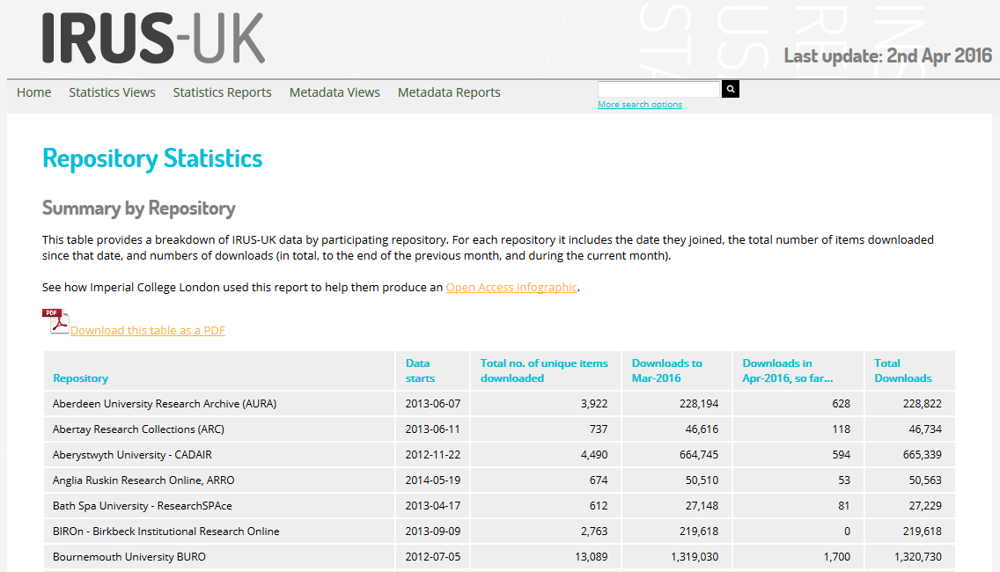 IRUS-UK
Last update: 2nd Apr 2016
Home Statistics Views Statistics Reports Metadata Views Metadata Reports
More search options
Repository Statistics
Summary by Repository
This table provides a breakdown of IRUS-UK data by participating repository. For each repository it includes the date they joined, the total number of items downloaded
since that date, and numbers of downloads (in total, to the end of the previous month, and during the current month).
See how Imperial College London used this report to help them produce an Open Access infographic.
PDF
Download this table as a PDF
Repository Data starts Total no. of unique items downloaded Downloads to Mar-2016 Downloads in Apr-2016, so far... Total Downloads
Aberdeen University Research Archive (AURA) 2013-06-07 3,922 228,194 628 228,822
Abertay Research Collections (ARC) 2013-06-11 737 46,616 118 46,734
Aberystwyth University - CADAIR 2012-11-22 4,490 664,745 594 665,339
Anglia Ruskin Research Online, ARRO 2014-05-19 674 50,510 53 50,563
Bath Spa University - ResearchSPAce 2013-04-17 612 27,148 81 27,229
BIROn - Birkbeck Institutional Research Online 2013-09-09 2,763 219,618 0 219,618
Bournemouth University BURO 2012-07-05 13,089 1,319,030 1,700 1,320,730